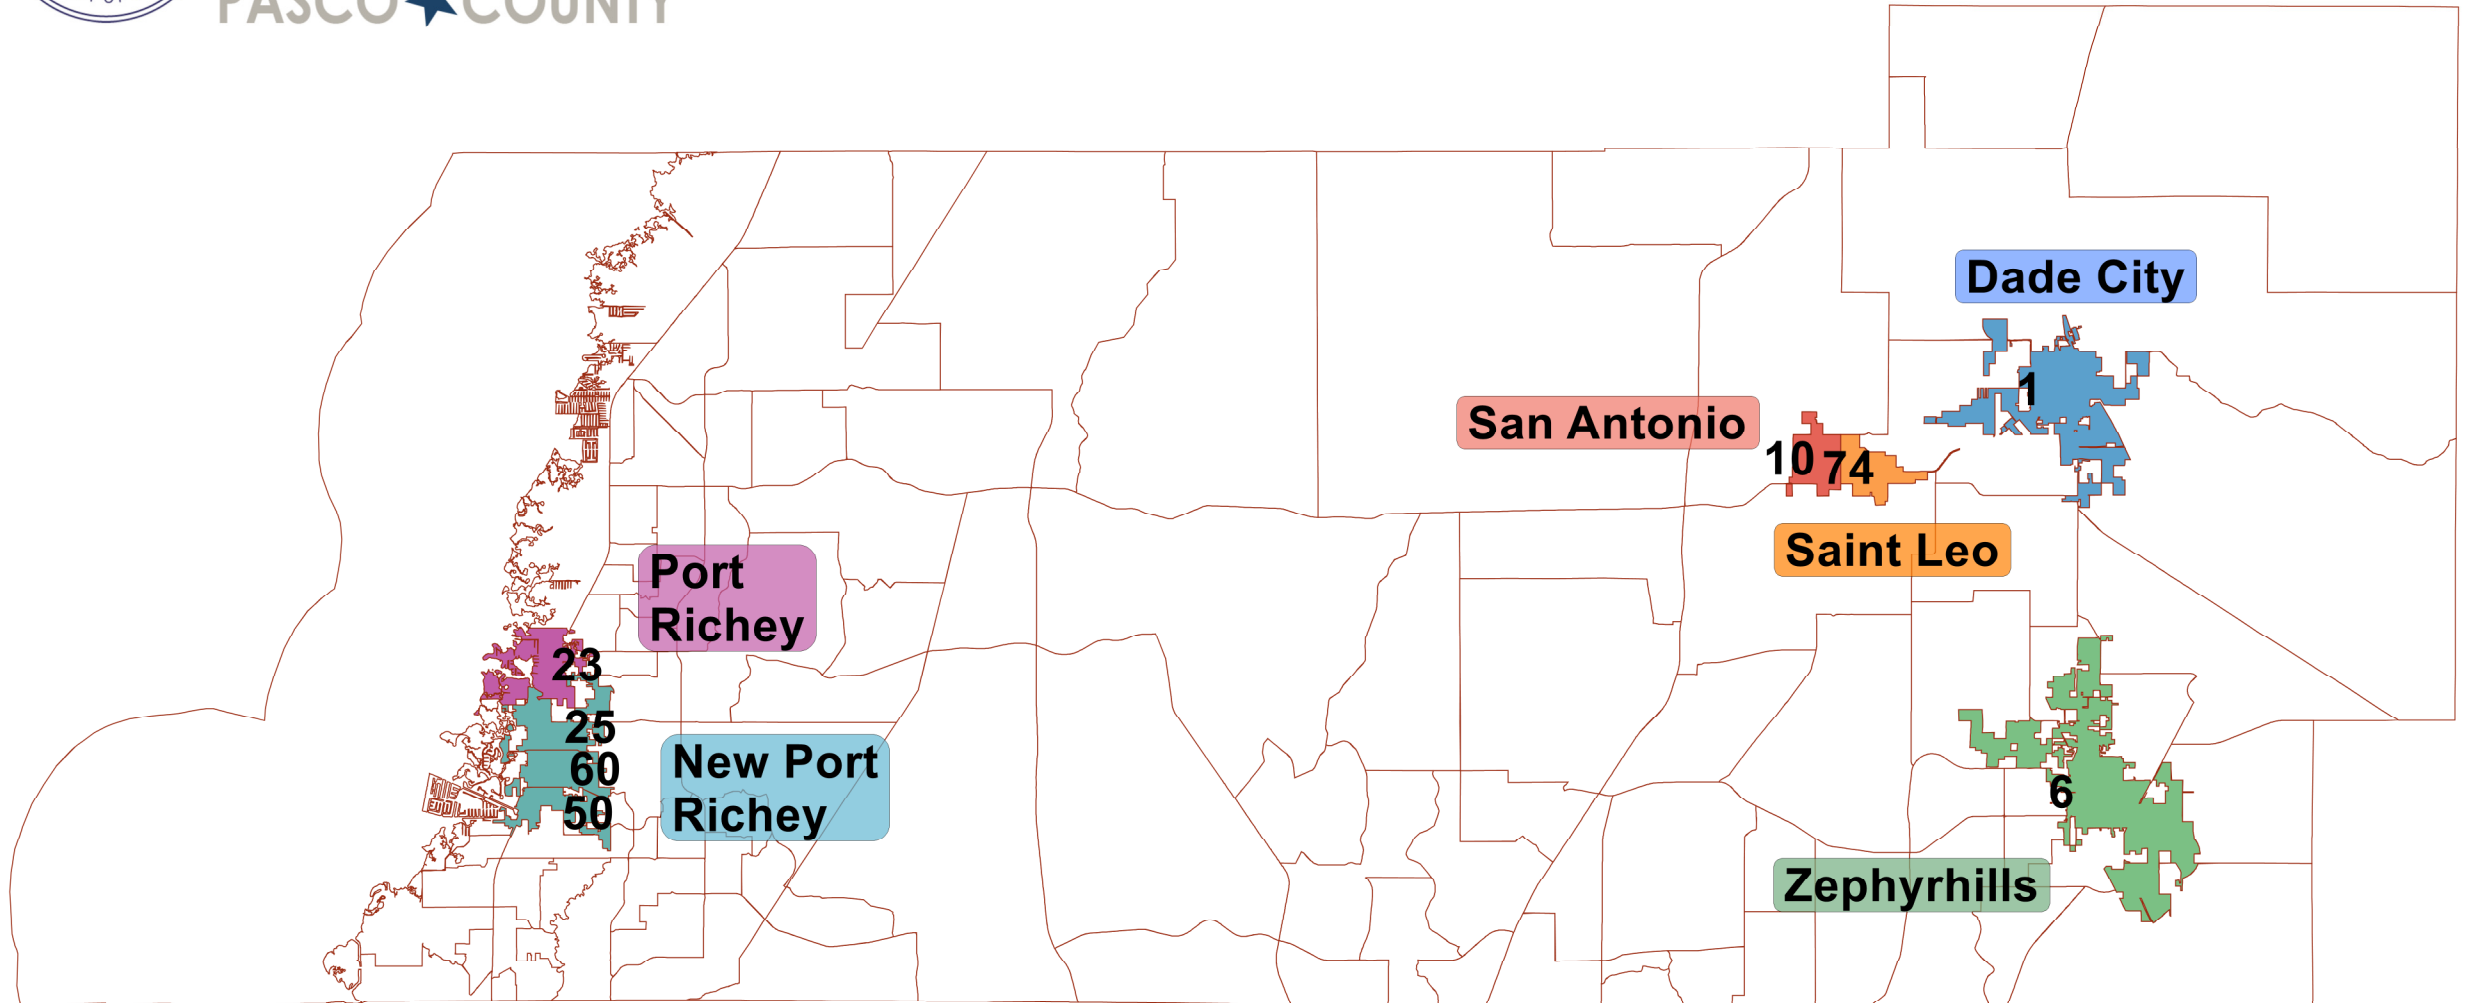 PASCO COUNTY
Dade City
1
San Antonio
10
74
Saint Leo
Port
Richey
23
25
60
50
New Port
Richey
6
Zephyrhills